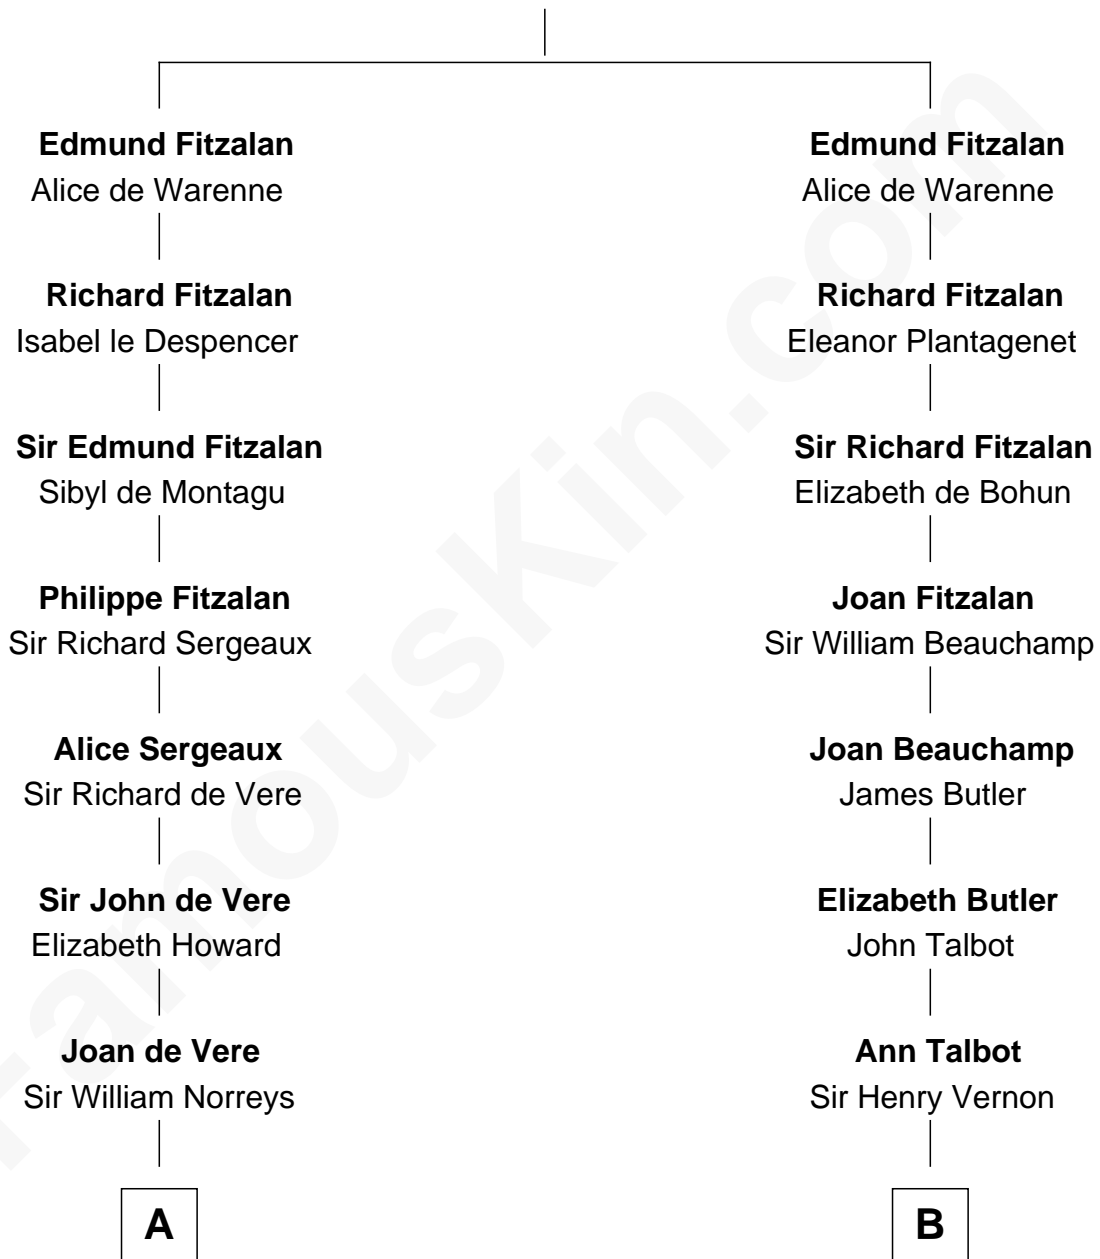 Edmund Fitzalan
Alice de Warenne
Richard Fitzalan
Isabel le Despencer
Sir Edmund Fitzalan
Sibyl de Montagu
Philippe Fitzalan
Sir Richard Sergeaux
Alice Sergeaux
Sir Richard de Vere
Sir John de Vere
Elizabeth Howard
Joan de Vere
Sir William Norreys
A
Edmund Fitzalan
Alice de Warenne
Richard Fitzalan
Eleanor Plantagenet
Sir Richard Fitzalan
Elizabeth de Bohun
Joan Fitzalan
Sir William Beauchamp
Joan Beauchamp
James Butler
Elizabeth Butler
John Talbot
Ann Talbot
Sir Henry Vernon
B
FamousKin.com